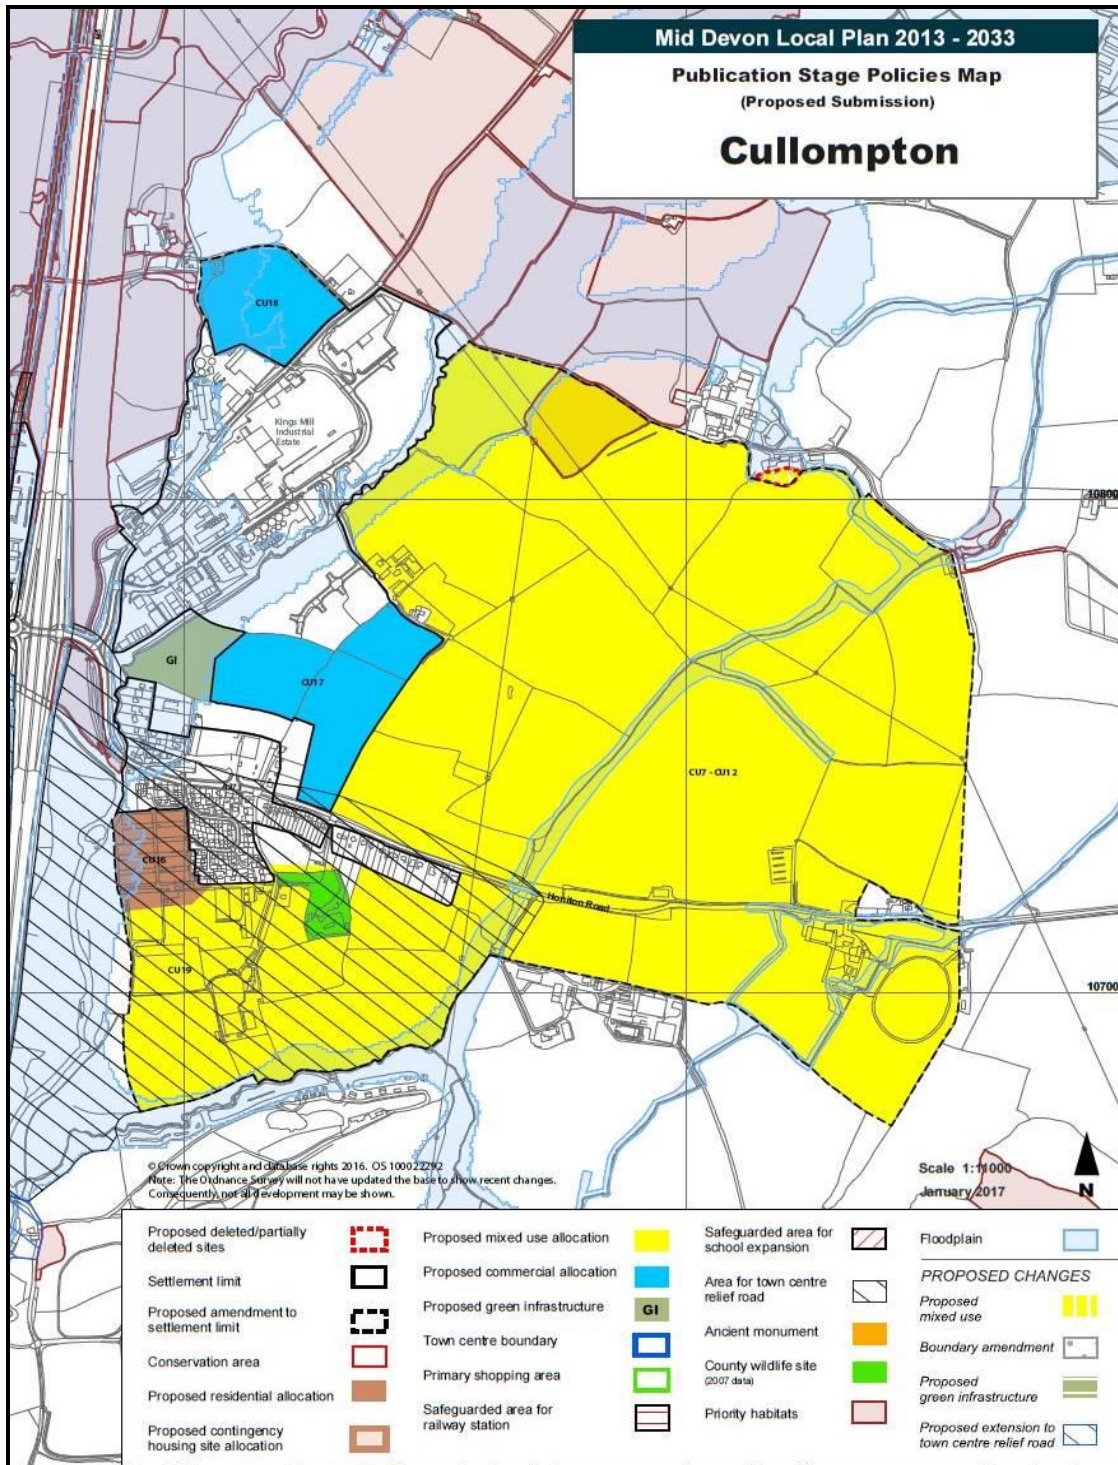 Mid Devon Local Plan 2013 - 2033
Publication Stage Policies Map
(Proposed Submission)
Cullompton
CU18
Kings Mill
Industrial
Estate
10800
GI
CU17
CU7 - CU12
CU16
Honiton Road
CU19
10700
© Crown copyright and database rights 2016. OS 100022292
Note: The Ordnance Survey will not have updated the base to show recent changes.
Consequently, not all development may be shown.
Scale 1:11000
January 2017
N
Proposed deleted/partially
deleted sites
Settlement limit
Proposed amendment to
settlement limit
Conservation area
Proposed residential allocation
Proposed contingency
housing site allocation
Proposed mixed use allocation
Proposed commercial allocation
Proposed green infrastructure
GI
Town centre boundary
Primary shopping area
Safeguarded area for
railway station
Safeguarded area for
school expansion
Area for town centre
relief road
Ancient monument
County wildlife site
(2007 data)
Priority habitats
Floodplain
PROPOSED CHANGES
Proposed
mixed use
Boundary amendment
Proposed
green infrastructure
Proposed extension to
town centre relief road